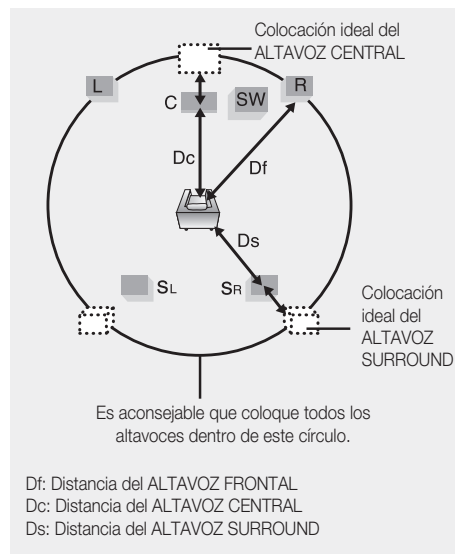 Colocación ideal del
ALTAVOZ CENTRAL
L
R
C
SW
Dc
Df
Ds
SL
SR
Colocación
ideal del
ALTAVOZ
SURROUND
Es aconsejable que coloque todos los
altavoces dentro de este círculo.
Df: Distancia del ALTAVOZ FRONTAL
Dc: Distancia del ALTAVOZ CENTRAL
Ds: Distancia del ALTAVOZ SURROUND